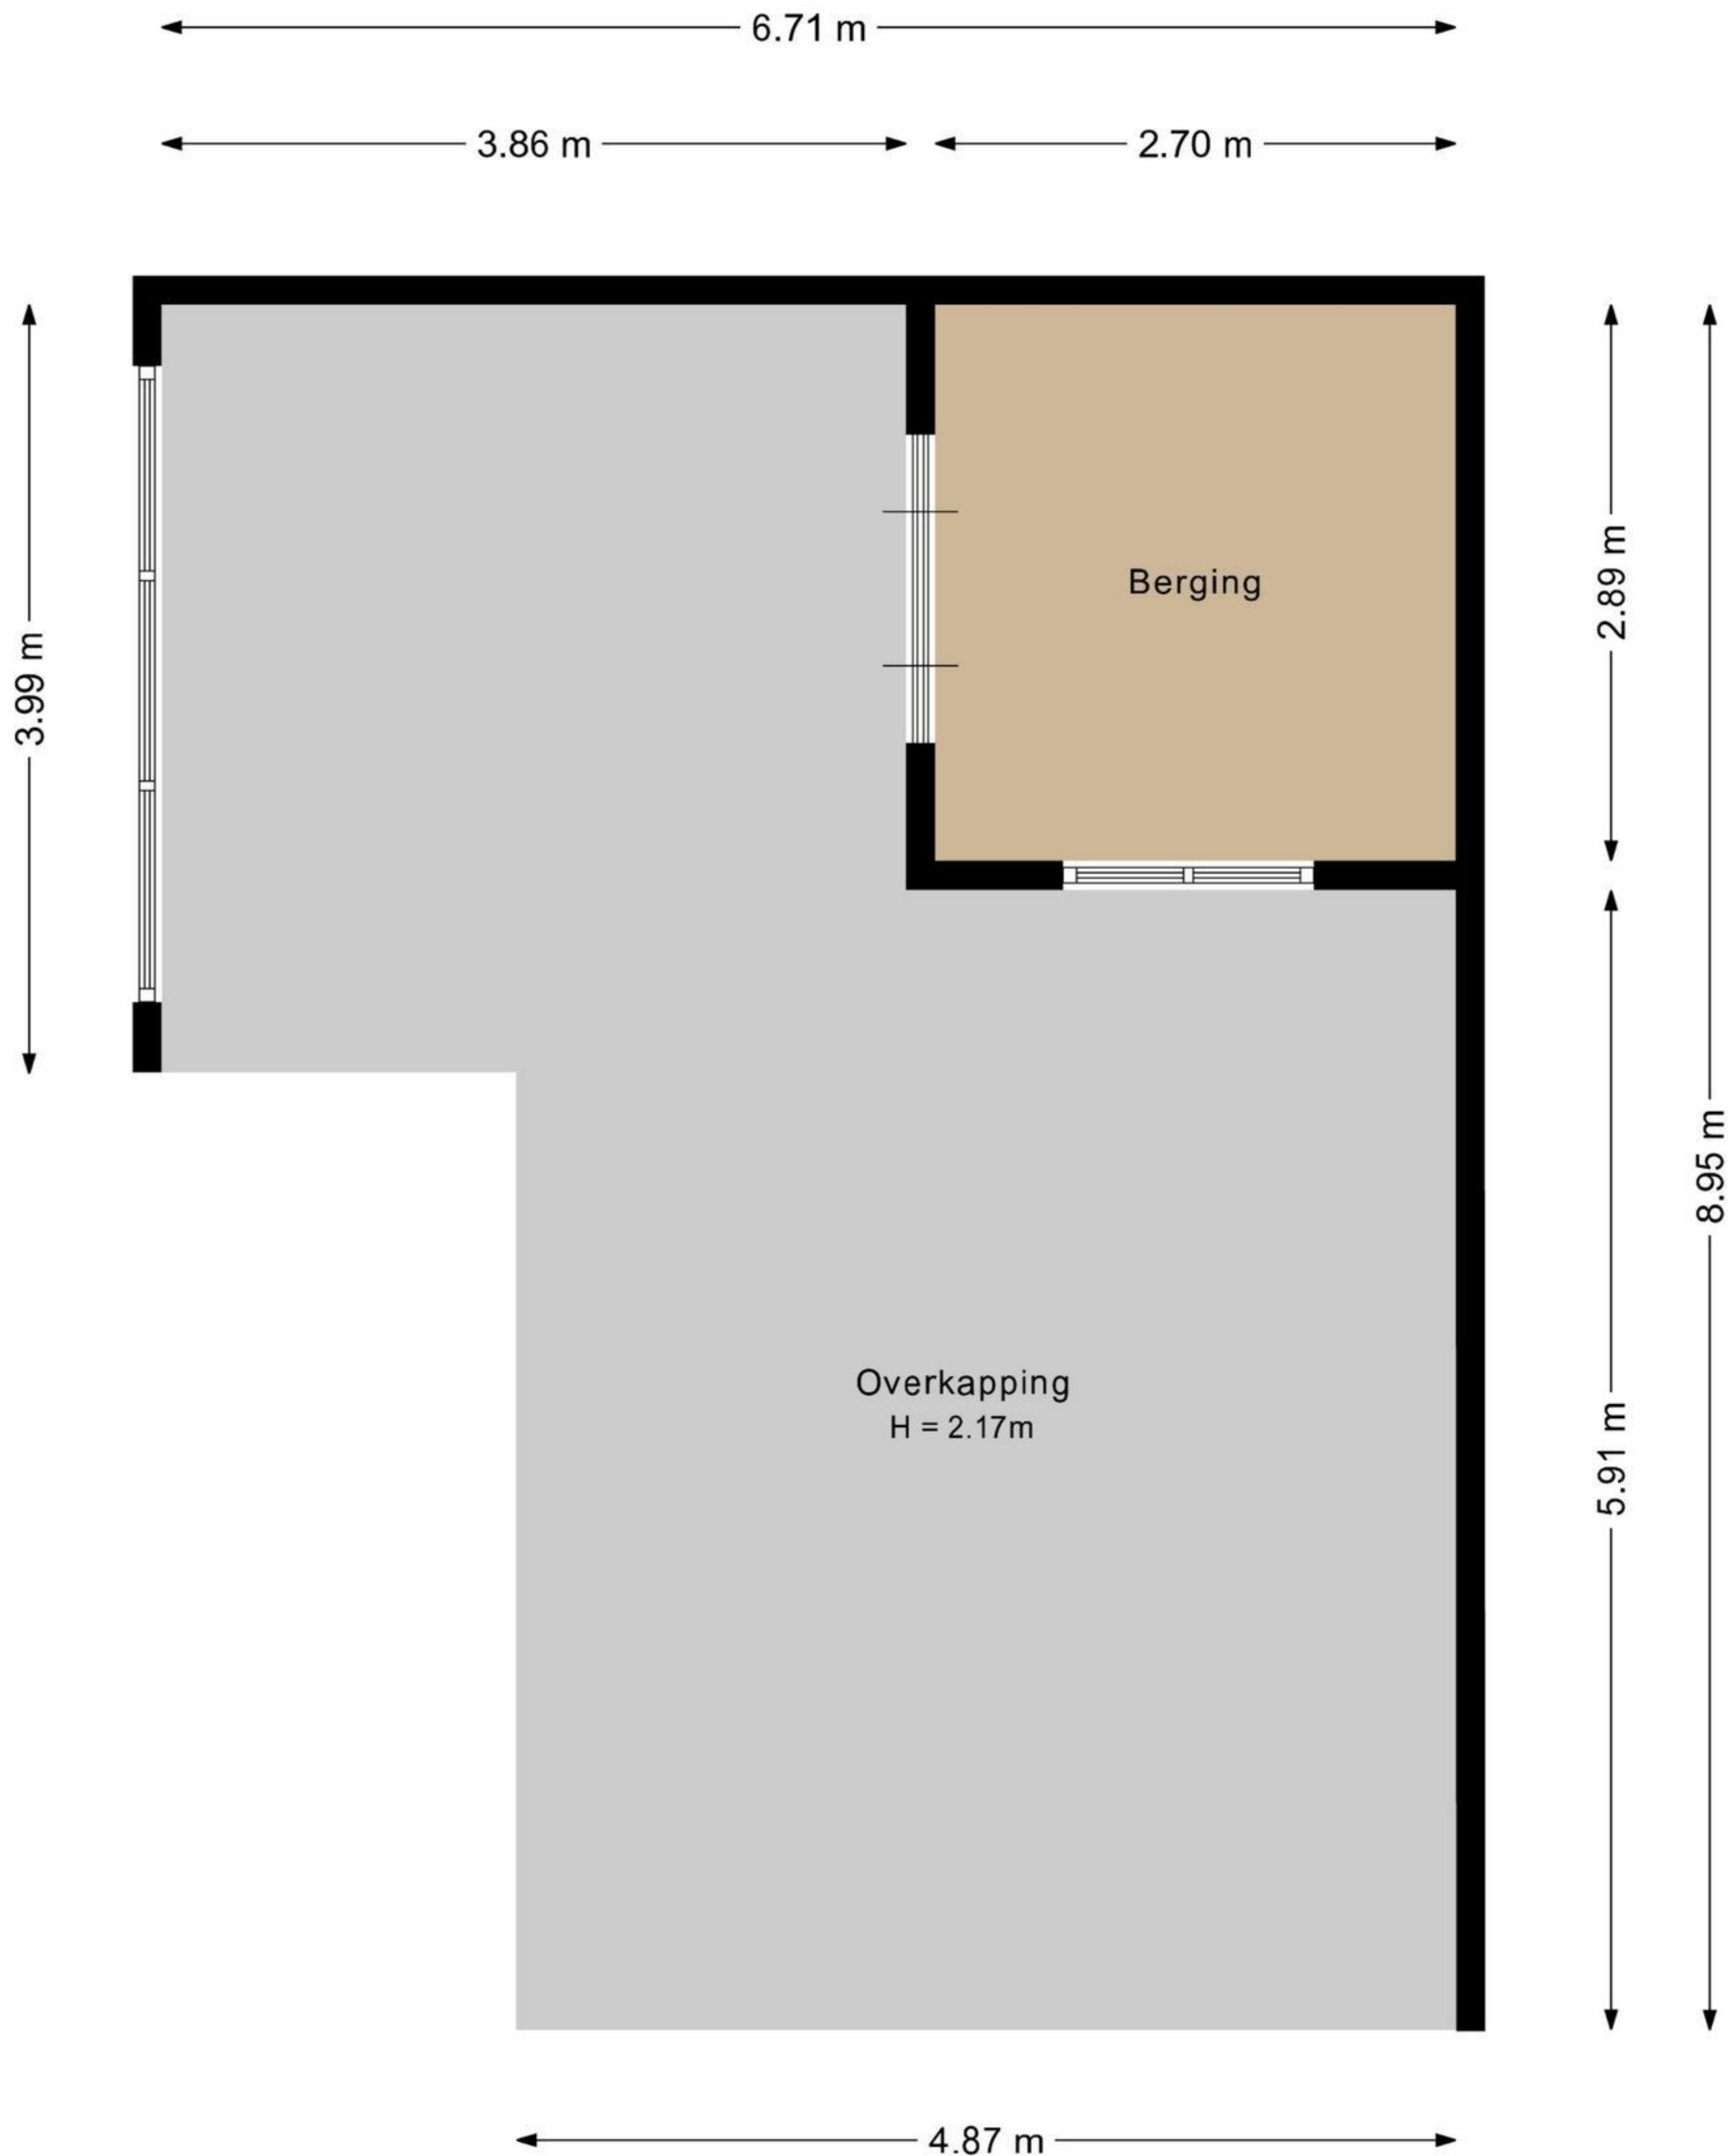 6.71 m
3.86 m
2.70 m
3.99 m
2.89 m
Berging
8.95 m
Overkapping
H = 2.17m
5.91 m
4.87 m